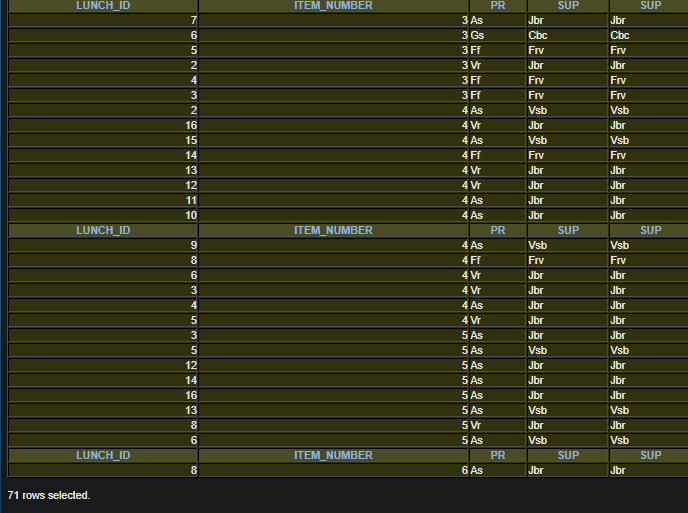 LUNCH_ID ITEM_NUMBER PR SUP SUP
7 3 As Jbr Jbr
6 3 Gs Cbc Cbc
5 3 Ff Frv Frv
2 3 Vr Jbr Jbr
4 3 Ff Frv Frv
3 3 Ff Frv Frv
2 4 As Vsb Vsb
16 4 Vr Jbr Jbr
15 4 As Vsb Vsb
14 4 Ff Frv Frv
13 4 Vr Jbr Jbr
12 4 Vr Jbr Jbr
11 4 As Jbr Jbr
10 4 As Jbr Jbr
LUNCH_ID ITEM_NUMBER PR SUP SUP
9 4 As Vsb Vsb
8 4 Ff Frv Frv
6 4 Vr Jbr Jbr
3 4 Vr Jbr Jbr
4 4 As Jbr Jbr
5 4 Vr Jbr Jbr
3 5 As Jbr Jbr
5 5 As Vsb Vsb
12 5 As Jbr Jbr
14 5 As Jbr Jbr
16 5 As Jbr Jbr
13 5 As Vsb Vsb
8 5 Vr Jbr Jbr
6 5 As Vsb Vsb
LUNCH_ID ITEM_NUMBER PR SUP SUP
8 6 As Jbr Jbr
71 rows selected.